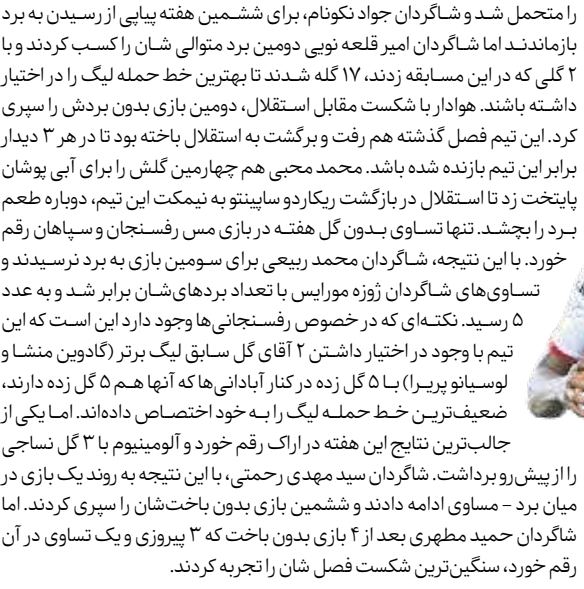 را متحمل شد و شاگردان جواد نکونام، برای ششمین هفته پیاپی از رسیدن به برد
بازماندند اما شاگردان امیر قلعه نویی دومین برد متوالی شان را کسب کردند و با
۲ گلی که در این مسابقه زدند، ۱۷ گله شدند تا بهترین خط حمله لیگ را در اختیار
داشته باشند. هوادار با شکست مقابل استقلال، دومین بازی بدون بردش را سپری
کرد. این تیم فصل گذشته هم رفت و برگشت به استقلال باخته بود تا در هر ۳ دیدار
برابر این تیم بازنده شده باشد. محمد محبی هم چهارمین گلش را برای آبی پوشان
پایتخت زد تا استقلال در بازگشت ریکاردو ساپینتو به نیمکت این تیم، دوباره طعم
برد را بچشد. تنها تساوی بدون گل هفته در بازی مس رفسنجان و سپاهان رقم
خورد. با این نتیجه، شاگردان محمد ربیعی برای سومین بازی به برد نرسیدند و
تساوی‌های شاگردان ژوزه مورایس با تعداد بردهای‌شان برابر شد و به عدد
۵ رسید. نکته‌ای که در خصوص رفسنجانی‌ها وجود دارد این است که این
تیم با وجود در اختیار داشتن ۲ آقای گل سابق لیگ برتر (گادوین منشا و
لوسیانو پریرا) با ۵ گل زده در کنار آبادانی‌ها که آنها هم ۵ گل زده دارند،
ضعیف‌ترین خط حمله لیگ را به خود اختصاص داده‌اند. اما یکی از
جالب‌ترین نتایج این هفته در اراک رقم خورد و آلومینیوم با ۳ گل نساجی
را از پیش رو برداشت. شاگردان سید مهدی رحمتی، با این نتیجه به روند یک بازی در
میان برد - مساوی ادامه دادند و ششمین بازی بدون باخت‌شان را سپری کردند. اما
شاگردان حمید مطهری بعد از ۴ بازی بدون باخت که ۳ پیروزی و یک تساوی در آن
رقم خورد، سنگین‌ترین شکست فصل شان را تجربه کردند.